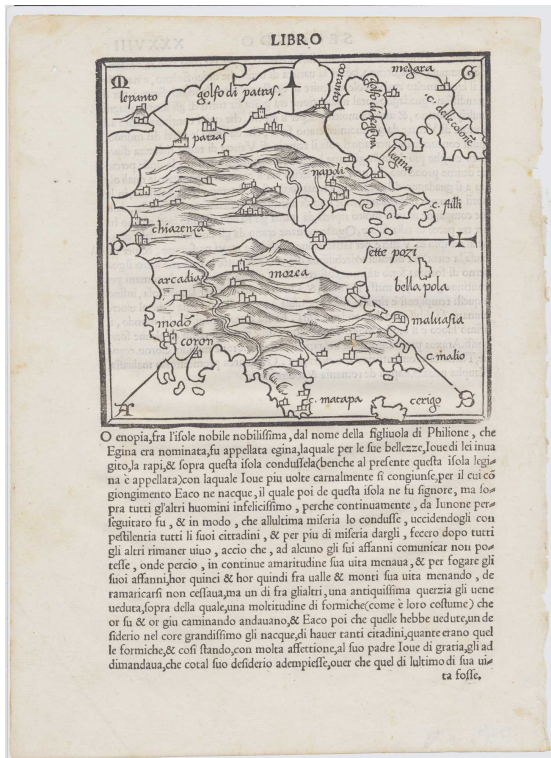 LIBRO
M
G
lepanto
golfo di patras.
coranto
megara
golfo di legina
c. delle colone
patras
legina
napoli
c. filli
chiarenza
P
sette pozi
arcadia
morea
bella pola
modō
malvasia
coron
c. malio
c. matapa
cerigo
A
S
O enopia,fra l'isole nobile nobilissima, dal nome della figliuola di Philione, che
Egina era nominata,fu appellata egina,laquale per le sue bellezze,Ioue di lei inua
gito,la rapi,& sopra questa isola condussela(benche al presente questa isola legi⸗
na è appellata)con laquale Ioue piu uolte carnalmente si congiunse,per il cui cō
giongimento Eaco ne nacque,il quale poi de questa isola ne fu signore, ma so⸗
pra tutti gl'altri huomini infelicissimo, perche continuamente, da Iunone per⸗
seguitato fu, & in modo, che allultima miseria lo condusse, uccidendogli con
pestilentia tutti li suoi cittadini, & per piu di miseria dargli, fecero dopo tutti
gli altri rimaner uiuo, accio che, ad alcuno gli sui affanni comunicar non po⸗
tesse, onde percio, in continue amaritudine sua uita menaua, & per fogare gli
suoi affanni,hor quinci & hor quindi fra ualle & monti sua uita menando, de
ramaricarsi non cessaua,ma un di fra glialtri, una antiquissima querzia gli uene
ueduta,sopra della quale,una moltitudine di formiche(come è loro costume) che
or su & or giu caminando andauano,& Eaco poi che quelle hebbe uedute,un de
siderio nel core grandissimo gli nacque,di hauer tanti citadini,quante erano quel
le formiche,& cosi stando,con molta affettione,al suo padre Ioue di gratia,gli ad
dimandaua,che cotal suo desiderio adempiesse,ouer che quel di lultimo di sua ui⸗
ta fosse.